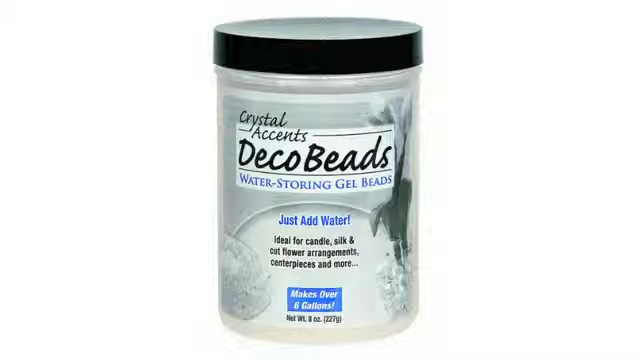 Crystal
Accents
DecoBeads
Water-Storing Gel Beads
Just Add Water!
Ideal for candle, silk &
cut flower arrangements,
centerpieces and more...
Makes Over
6 Gallons!
Net Wt. 8 oz. (227g)